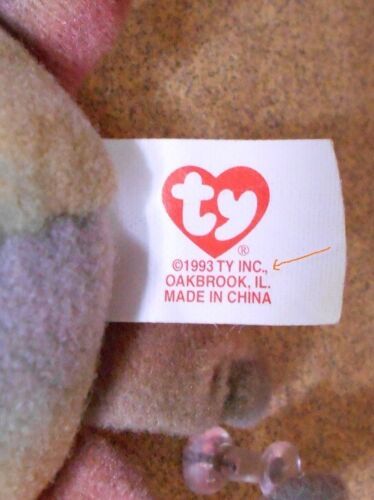 ty
®
©1993 TY INC.,
OAKBROOK, IL.
MADE IN CHINA